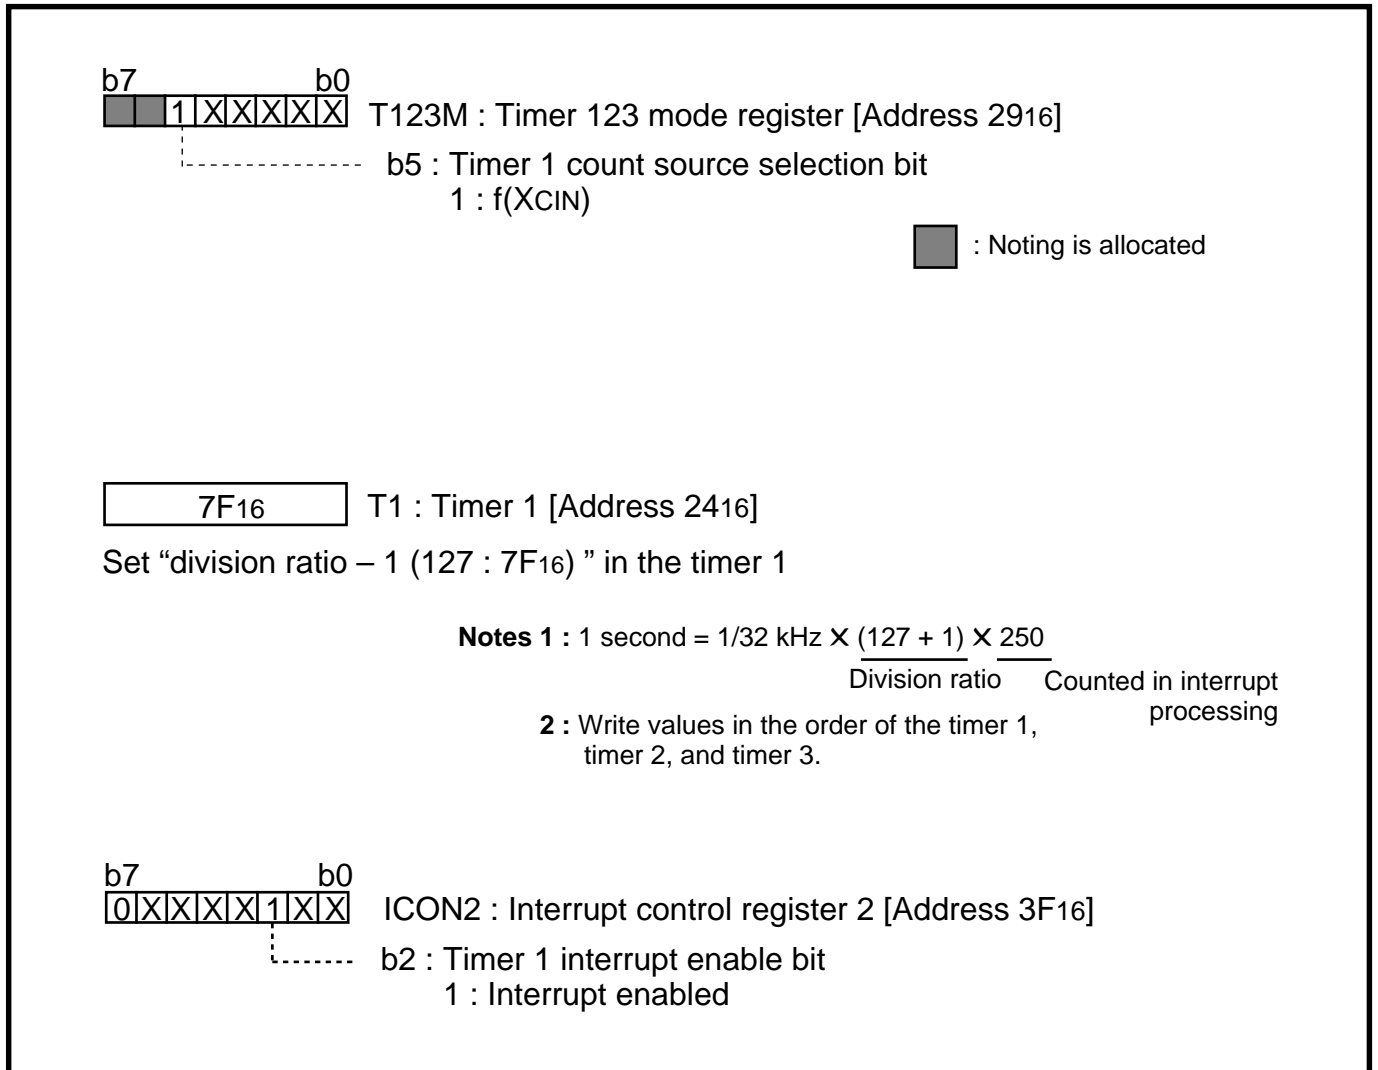 b7 b0
1 X X X X X T123M : Timer 123 mode register [Address 2916]
b5 : Timer 1 count source selection bit
1 : f(XCIN)
: Noting is allocated
7F16 T1 : Timer 1 [Address 2416]
Set “division ratio – 1 (127 : 7F16) ” in the timer 1
Notes 1 : 1 second = 1/32 kHz ✕ (127 + 1) ✕ 250
Division ratio Counted in interrupt
processing
2 : Write values in the order of the timer 1,
timer 2, and timer 3.
b7 b0
0 X X X X 1 X X ICON2 : Interrupt control register 2 [Address 3F16]
b2 : Timer 1 interrupt enable bit
1 : Interrupt enabled